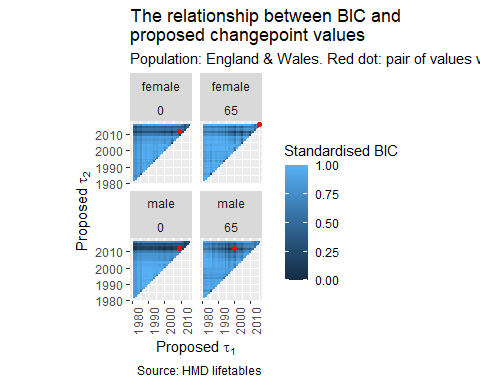 The relationship between BIC and
proposed changepoint values
Population: England & Wales. Red dot: pair of values w
female
female
0
65
male
male
0
65
2010
2000
1990
1980
2010
2000
1990
1980
Proposed τ2
1980
1990
2000
2010
1980
1990
2000
2010
Proposed τ1
Standardised BIC
1.00
0.75
0.50
0.25
0.00
Source: HMD lifetables